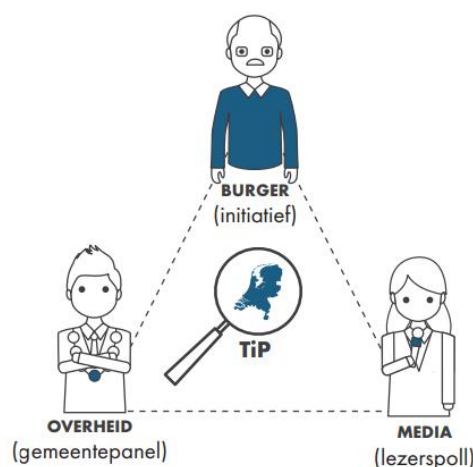 BURGER
(initiatief)
TiP
OVERHEID
(gemeentepanel)
MEDIA
(lezerspoll)